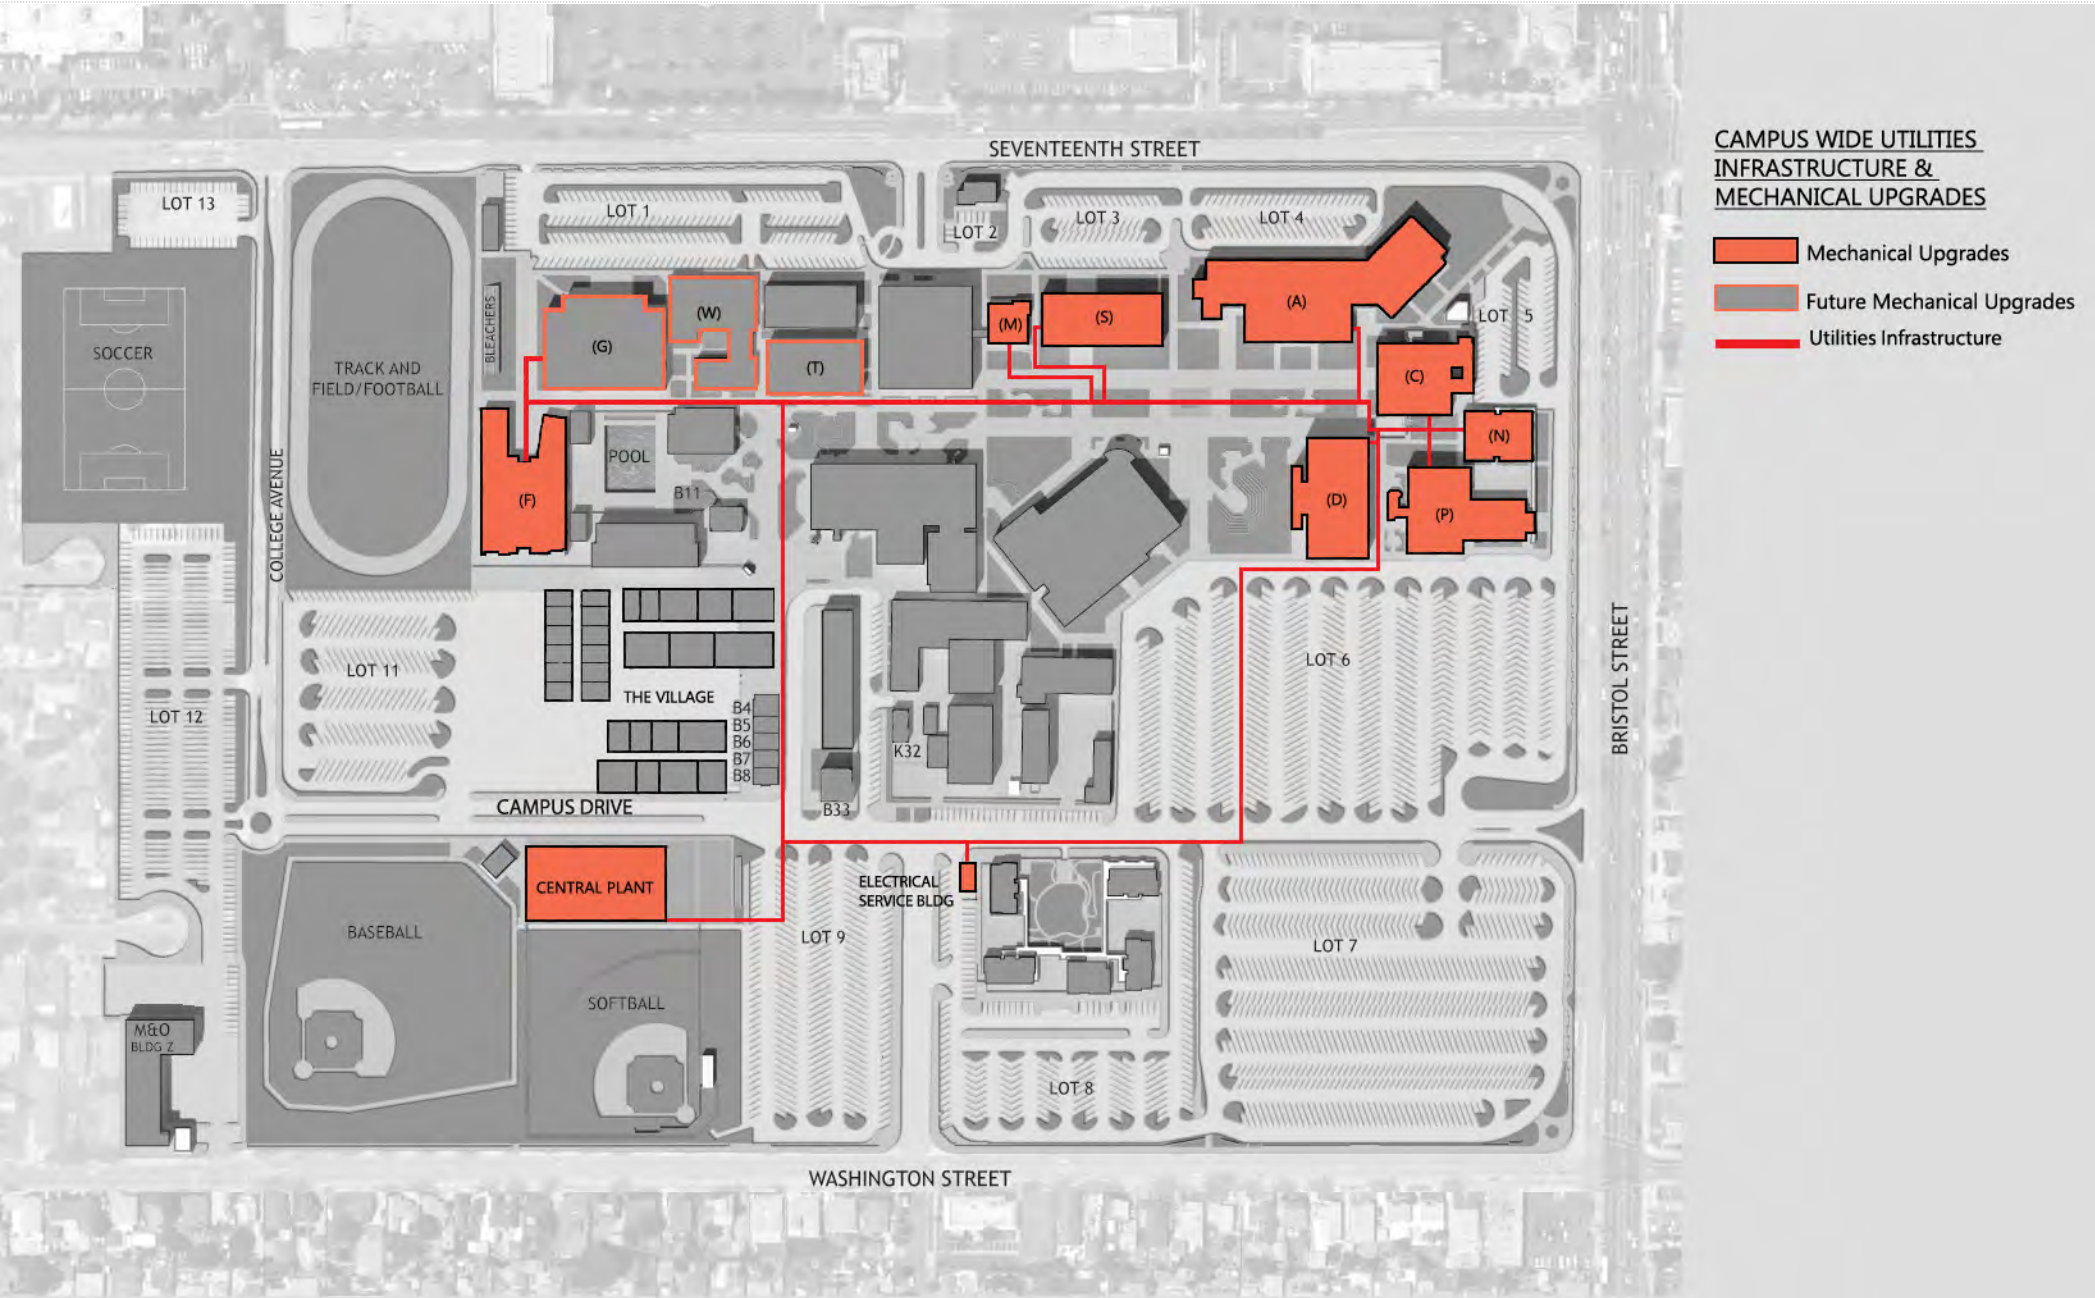 SEVENTEENTH STREET
CAMPUS WIDE UTILITIES
INFRASTRUCTURE &
MECHANICAL UPGRADES
Mechanical Upgrades
Future Mechanical Upgrades
Utilities Infrastructure
LOT 13
LOT 1
LOT 2
LOT 3
LOT 4
LOT 5
SOCCER
TRACK AND
FIELD/FOOTBALL
BLEACHERS
(G)
(W)
(T)
(M)
(S)
(A)
(C)
(N)
(F)
POOL
B11
(D)
(P)
COLLEGE AVENUE
BRISTOL STREET
LOT 11
LOT 12
THE VILLAGE
B4
B5
B6
B7
B8
K32
B33
LOT 6
CAMPUS DRIVE
CENTRAL PLANT
ELECTRICAL
SERVICE BLDG
BASEBALL
LOT 9
LOT 7
SOFTBALL
M&O
BLDG Z
LOT 8
WASHINGTON STREET